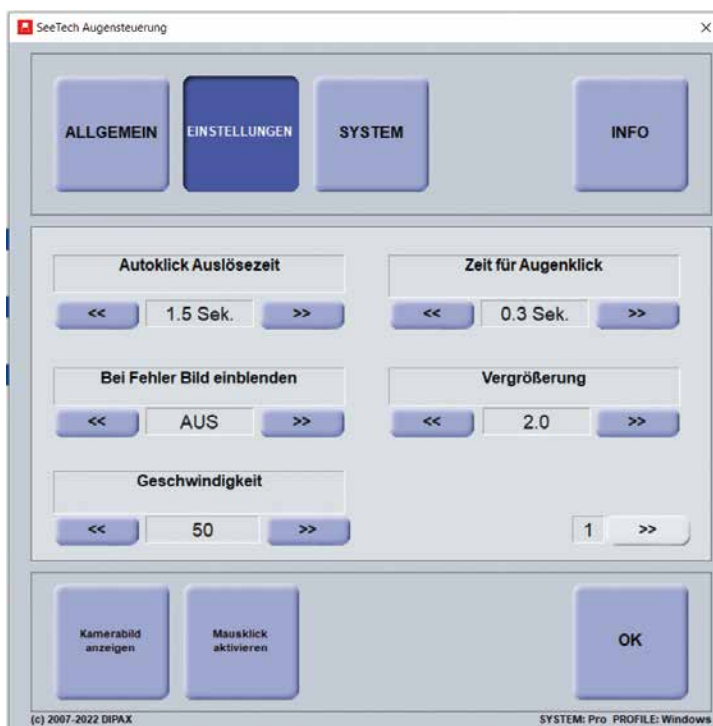 SeeTech Augensteuerung
ALLGEMEIN
EINSTELLUNGEN
SYSTEM
INFO
Autoklick Auslösezeit
Zeit für Augenklick
<< 1.5 Sek. >>
<< 0.3 Sek. >>
Bei Fehler Bild einblenden
Vergrößerung
<< AUS >>
<< 2.0 >>
Geschwindigkeit
<< 50 >>
1 >>
Kamerabild
anzeigen
Mausklick
aktivieren
OK
(c) 2007-2022 DIPAX
SYSTEM: Pro PROFILE: Windows